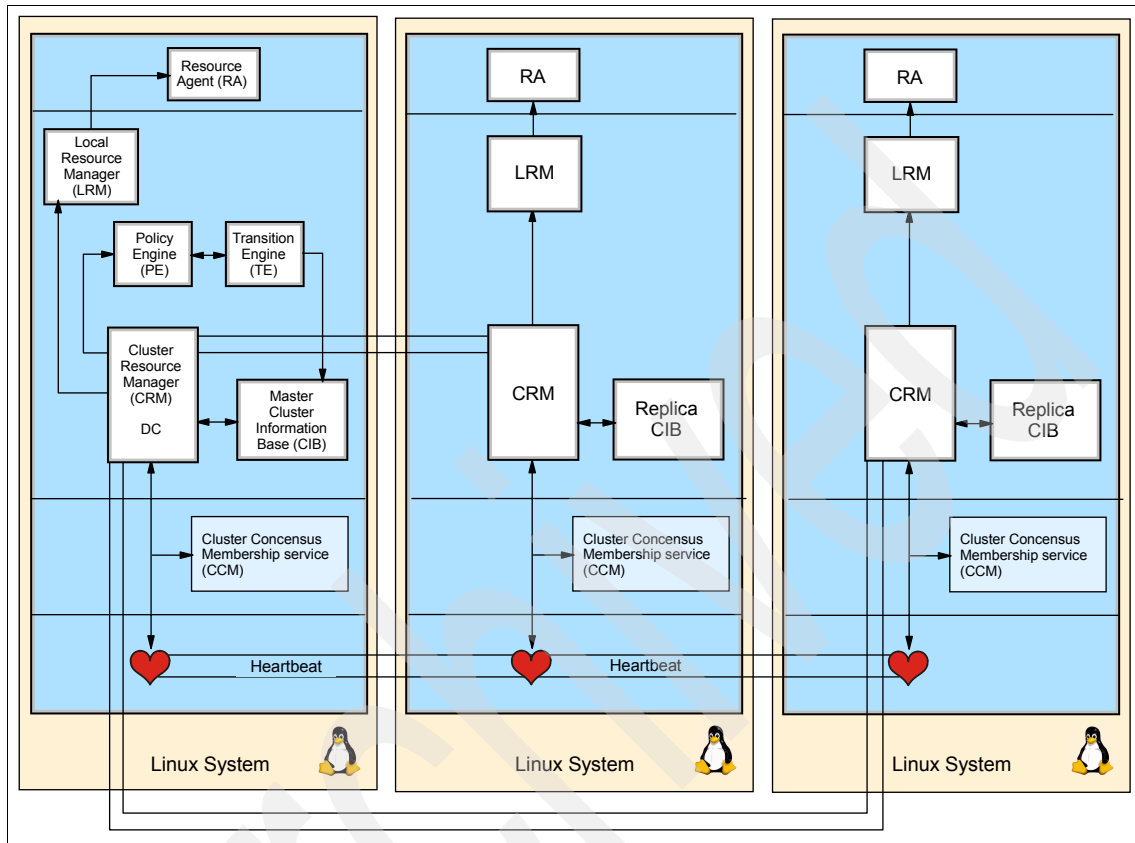 Resource
Agent (RA)
Local
Resource
Manager
(LRM)
Policy
Engine
(PE)
Transition
Engine
(TE)
Cluster
Resource
Manager
(CRM)
DC
Master
Cluster
Information
Base (CIB)
Cluster Concensus
Membership service
(CCM)
Heartbeat
Linux System
RA
LRM
CRM
Replica
CIB
Cluster Concensus
Membership service
(CCM)
Heartbeat
Linux System
RA
LRM
CRM
Replica
CIB
Cluster Concensus
Membership service
(CCM)
Linux System